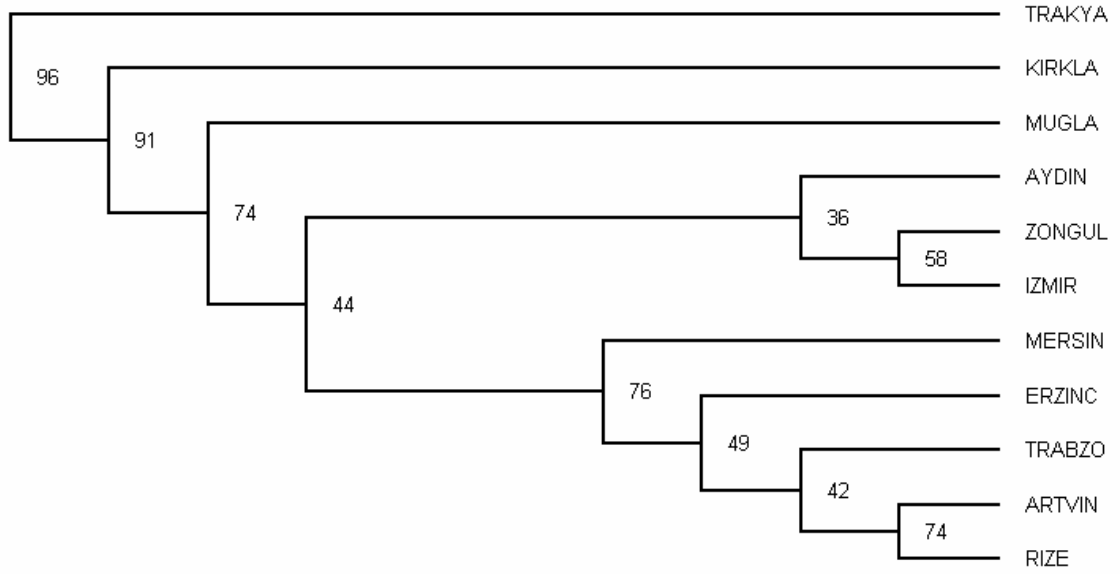 TRAKYA
96
KIRKLA
91
MUGLA
AYDIN
74
36
ZONGUL
58
IZMIR
44
MERSIN
76
ERZINC
49
TRABZO
42
ARTVIN
74
RIZE